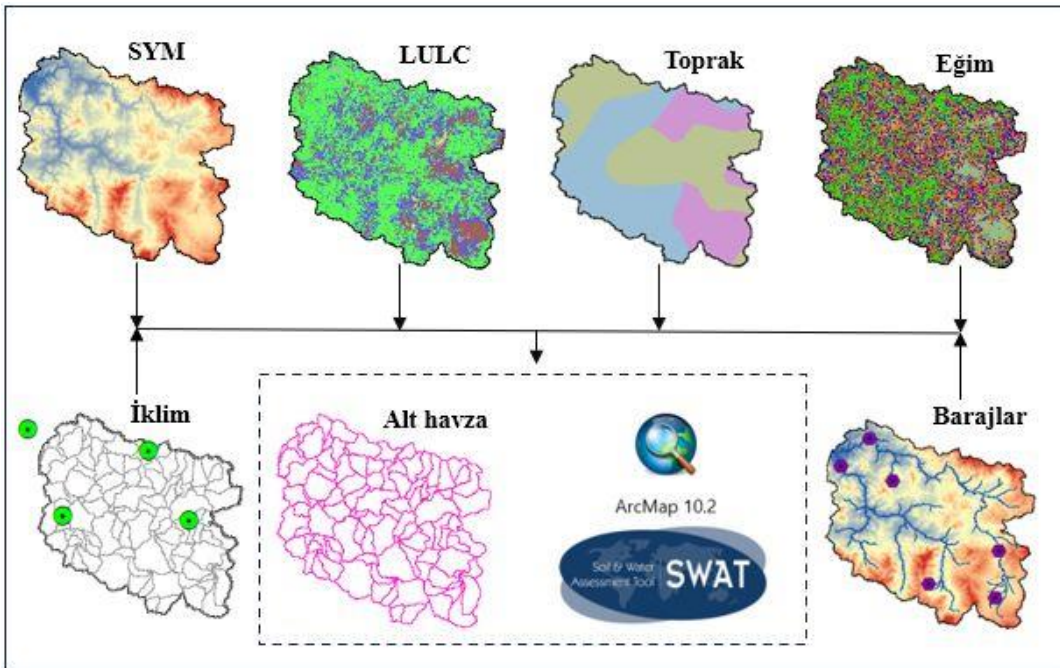 SYM
LULC
Toprak
Eğim
İklim
Alt havza
Barajlar
ArcMap 10.2
Soil & Water
Assessment Tool
SWAT